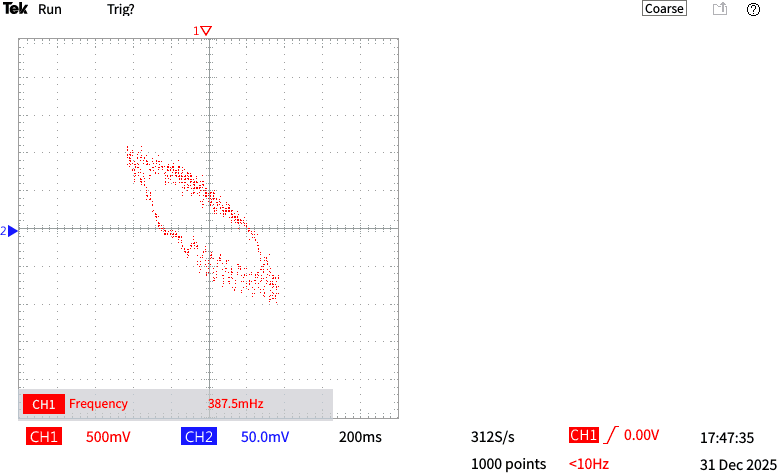 Tek Run Trig? Coarse ?
1
2
CH1 Frequency 387.5mHz
CH1 500mV CH2 50.0mV 200ms 312S/s CH1 0.00V 17:47:35
1000 points <10Hz 31 Dec 2025